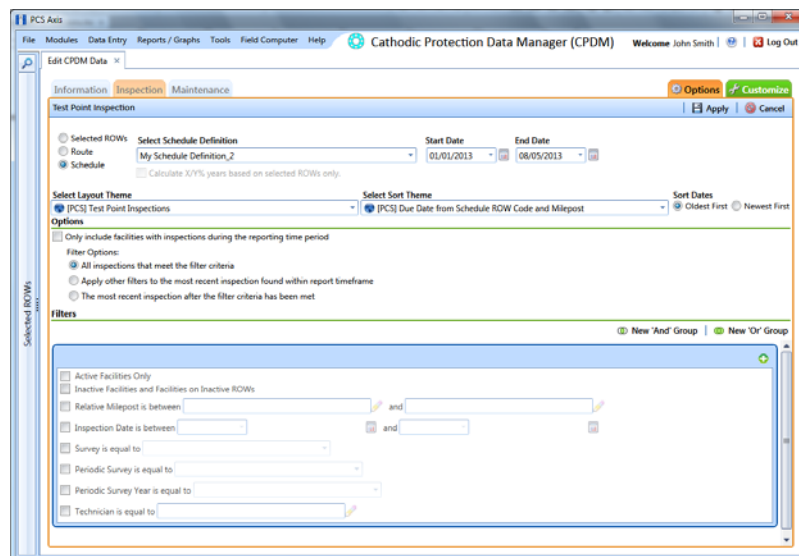 PCS Axis
File Modules Data Entry Reports / Graphs Tools Field Computer Help Cathodic Protection Data Manager (CPDM) Welcome John Smith | | Log Out
Edit CPDM Data ×
Information Inspection Maintenance Options Customize
Test Point Inspection | Apply | Cancel
Selected ROWs Select Schedule Definition Start Date End Date
Route My Schedule Definition_2 01/01/2013 08/05/2013
Schedule Calculate X/Y% years based on selected ROWs only.
Select Layout Theme Select Sort Theme Sort Dates
[PCS] Test Point Inspections [PCS] Due Date from Schedule ROW Code and Milepost Oldest First Newest First
Options
Only include facilities with inspections during the reporting time period
Filter Options:
All inspections that meet the filter criteria
Apply other filters to the most recent inspection found within report timeframe
The most recent inspection after the filter criteria has been met
Selected ROWs
Filters
New 'And' Group | New 'Or' Group
Active Facilities Only
Inactive Facilities and Facilities on Inactive ROWs
Relative Milepost is between and
Inspection Date is between and
Survey is equal to
Periodic Survey is equal to
Periodic Survey Year is equal to
Technician is equal to